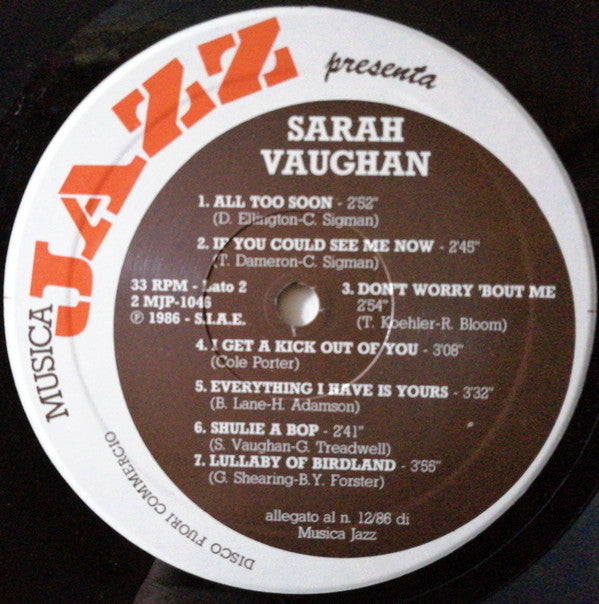 MUSICA JAZZ presenta
SARAH
VAUGHAN
1. ALL TOO SOON - 2'52"
(D. Ellington-C. Sigman)
2. IF YOU COULD SEE ME NOW - 2'45"
(T. Dameron-C. Sigman)
33 RPM - Lato 2
2 MJP-1046
℗ 1986 - S.I.A.E.
3. DON'T WORRY 'BOUT ME
2'54"
(T. Koehler-R. Bloom)
4. I GET A KICK OUT OF YOU - 3'08"
(Cole Porter)
5. EVERYTHING I HAVE IS YOURS - 3'32"
(B. Lane-H. Adamson)
6. SHULIE A BOP - 2'41"
(S. Vaughan-G. Treadwell)
7. LULLABY OF BIRDLAND - 3'56"
(G. Shearing-B.Y. Forster)
allegato al n. 12/86 di
Musica Jazz
DISCO FUORI COMMERCIO